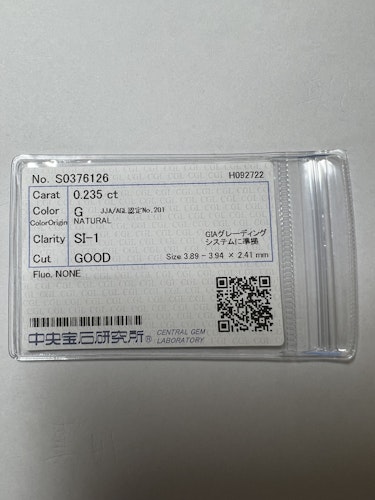 No. S0376126 H092722
Carat 0.235 ct
Color G JJA/AGL認定No.201
ColorOrigin NATURAL
Clarity SI-1 GIAグレーディング
システムに準拠
Cut GOOD Size 3.89 - 3.94 × 2.41 mm
Fluo. NONE
中央宝石研究所® CENTRAL GEM
LABORATORY